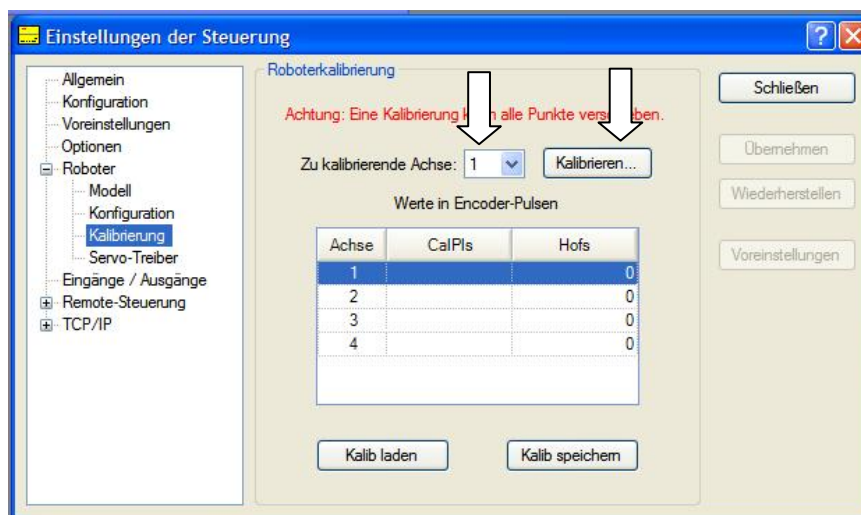 Einstellungen der Steuerung
Allgemein
Konfiguration
Voreinstellungen
Optionen
Roboter
Modell
Konfiguration
Kalibrierung
Servo-Treiber
Eingänge / Ausgänge
Remote-Steuerung
TCP/IP
Roboterkalibrierung
Achtung: Eine Kalibrierung alle Punkte
Zu kalibrierende Achse: 1 Kalibrieren...
Werte in Encoder-Pulsen
Achse CalPls Hofs
1 0
2 0
3 0
4 0
Kalib laden Kalib speichern
Schließen
Übernehmen
Wiederherstellen
Voreinstellungen